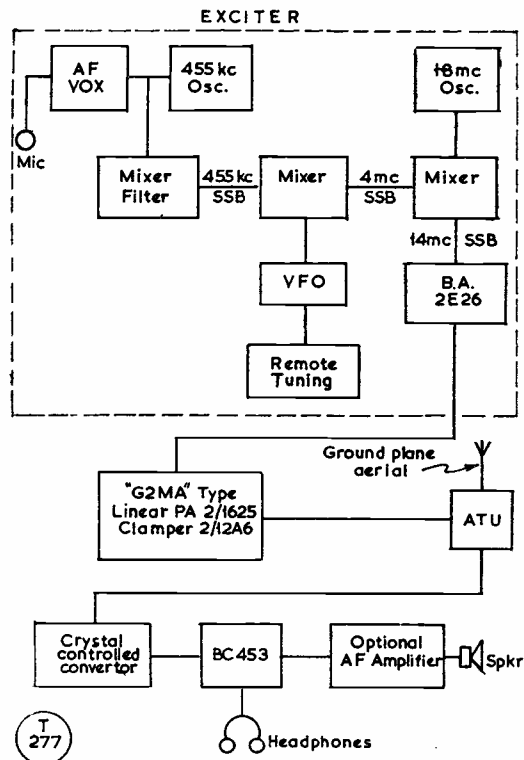 EXCITER
AF
VOX
455kc
Osc.
18mc
Osc.
Mic
Mixer
Filter
455kc
SSB
Mixer
4mc
SSB
Mixer
14mc SSB
VFO
B.A.
2E26
Remote
Tuning
Ground plane
aerial
"G2MA" Type
Linear PA 2/1625
Clamper 2/12A6
ATU
Crystal
controlled
convertor
BC453
Optional
AF Amplifier
Spkr
T
277
Headphones